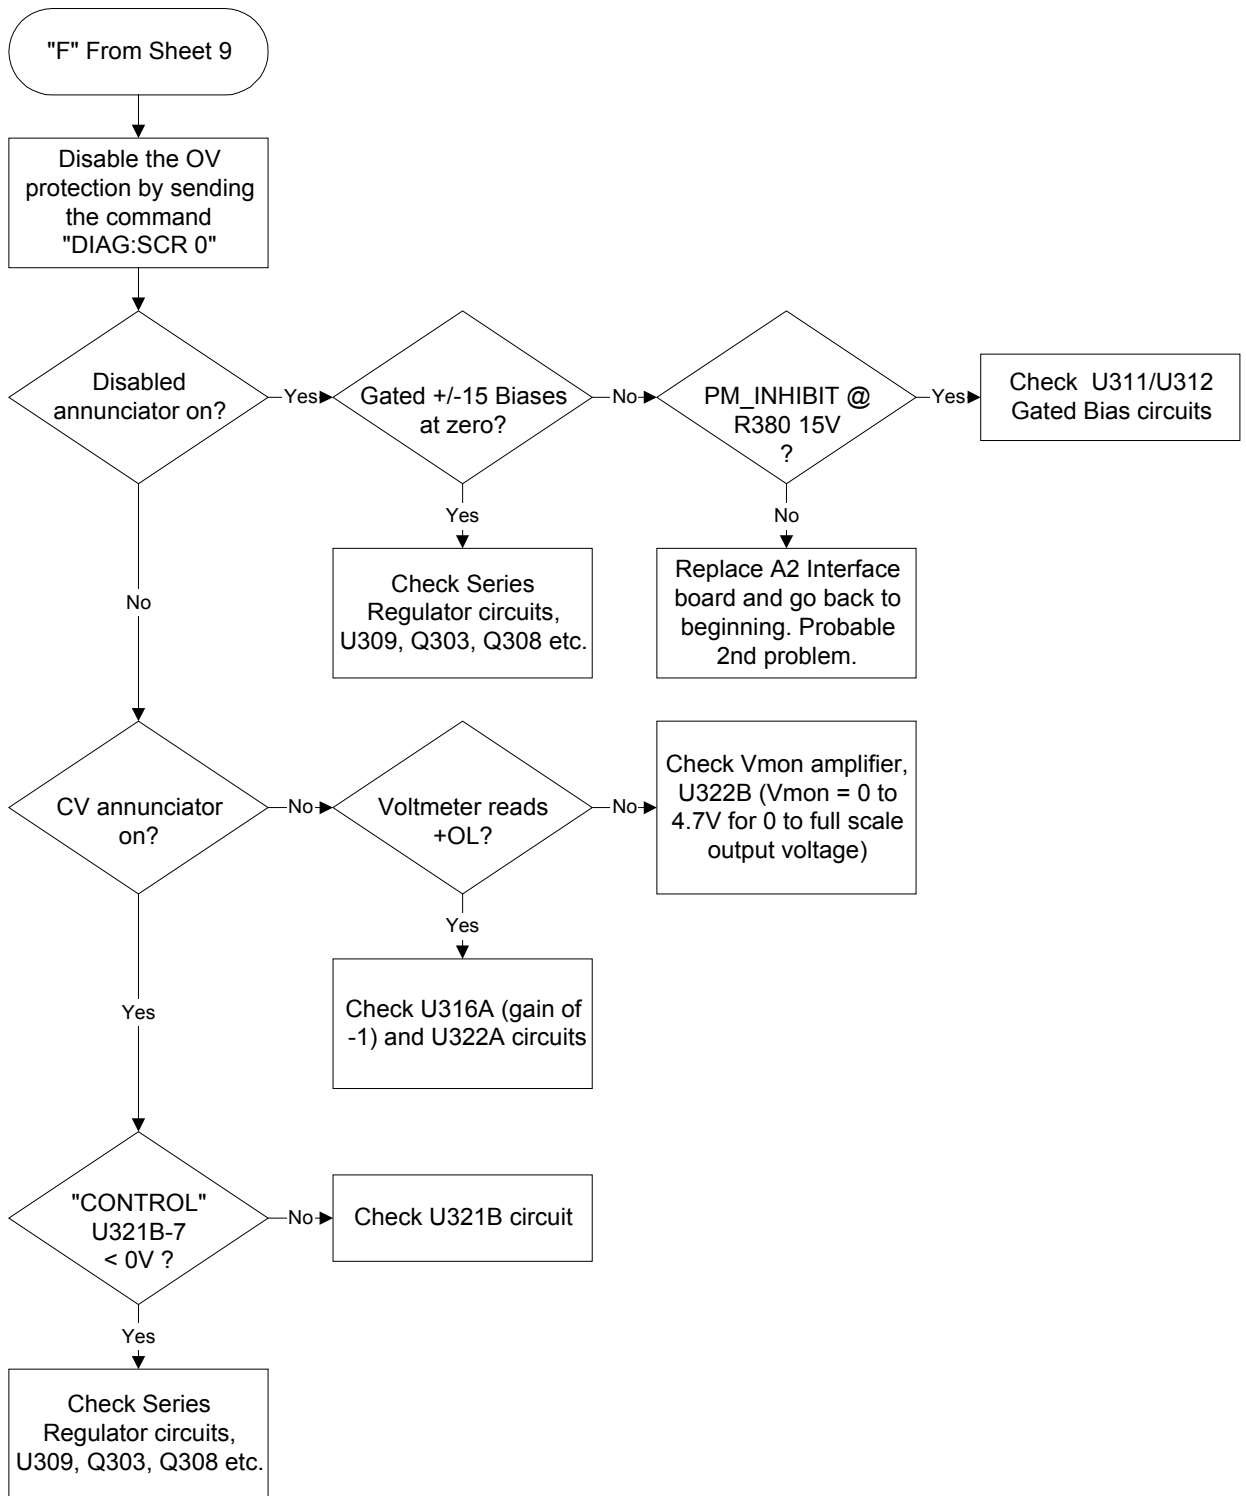 "F" From Sheet 9
Disable the OV
protection by sending
the command
"DIAG:SCR 0"
Disabled
annunciator on?
Yes
Gated +/-15 Biases
at zero?
No
PM_INHIBIT @
R380 15V
?
Yes
Check  U311/U312
Gated Bias circuits
Yes
No
Check Series
Regulator circuits,
U309, Q303, Q308 etc.
Replace A2 Interface
board and go back to
beginning. Probable
2nd problem.
No
CV annunciator
on?
No
Voltmeter reads
+OL?
No
Check Vmon amplifier,
U322B (Vmon = 0 to
4.7V for 0 to full scale
output voltage)
Yes
Check U316A (gain of
-1) and U322A circuits
Yes
"CONTROL"
U321B-7
< 0V ?
No
Check U321B circuit
Yes
Check Series
Regulator circuits,
U309, Q303, Q308 etc.